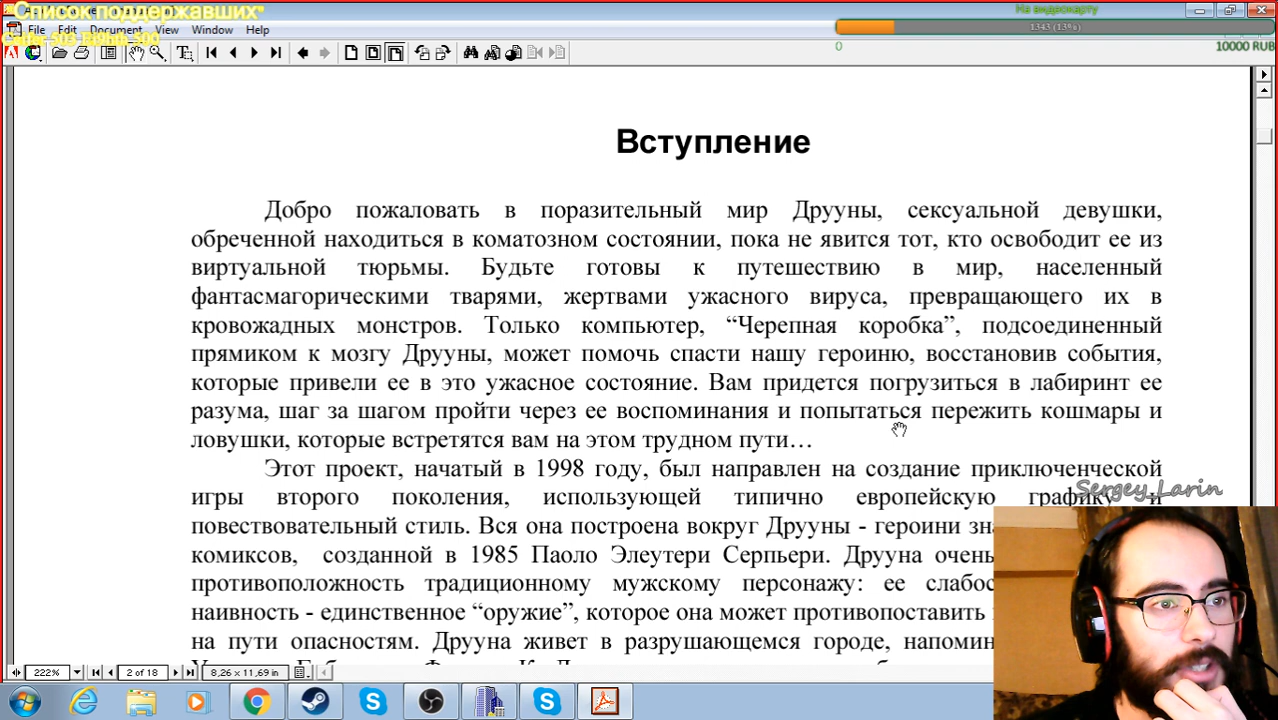 Список поддержавших
На видеокарту
File Edit Document View Window Help
1343 (13%)
0
10000 RUB
Вступление
Добро пожаловать в поразительный мир Друуны, сексуальной девушки,
обреченной находиться в коматозном состоянии, пока не явится тот, кто освободит ее из
виртуальной тюрьмы. Будьте готовы к путешествию в мир, населенный
фантасмагорическими тварями, жертвами ужасного вируса, превращающего их в
кровожадных монстров. Только компьютер, “Черепная коробка”, подсоединенный
прямиком к мозгу Друуны, может помочь спасти нашу героиню, восстановив события,
которые привели ее в это ужасное состояние. Вам придется погрузиться в лабиринт ее
разума, шаг за шагом пройти через ее воспоминания и попытаться пережить кошмары и
ловушки, которые встретятся вам на этом трудном пути…
Этот проект, начатый в 1998 году, был направлен на создание приключенческой
игры второго поколения, использующей типично европейскую графику и
Sergey_Larin
повествовательный стиль. Вся она построена вокруг Друуны - героини
комиксов, созданной в 1985 Паоло Элеутери Серпьери. Друуна очень
противоположность традиционному мужскому персонажу: ее
наивность - единственное “оружие”, которое она может противопоставить
на пути опасностям. Друуна живет в разрушающемся городе,
222%
2 of 18
8,26 x 11,69 in